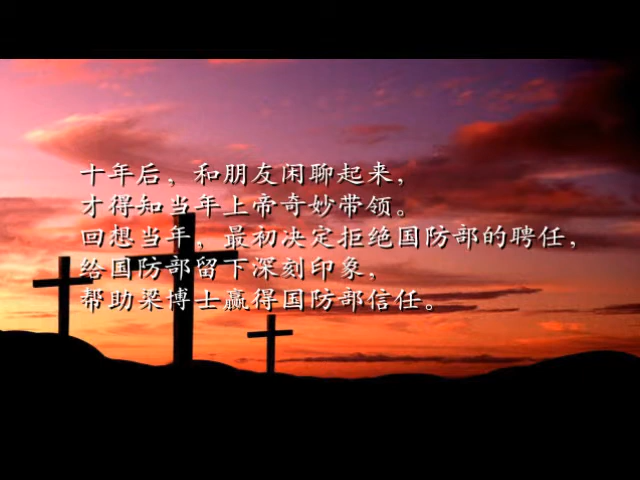 十年后，和朋友闲聊起来，
才得知当年上帝奇妙带领。
回想当年，最初决定拒绝国防部的聘任，
给国防部留下深刻印象，
帮助梁博士赢得国防部信任。